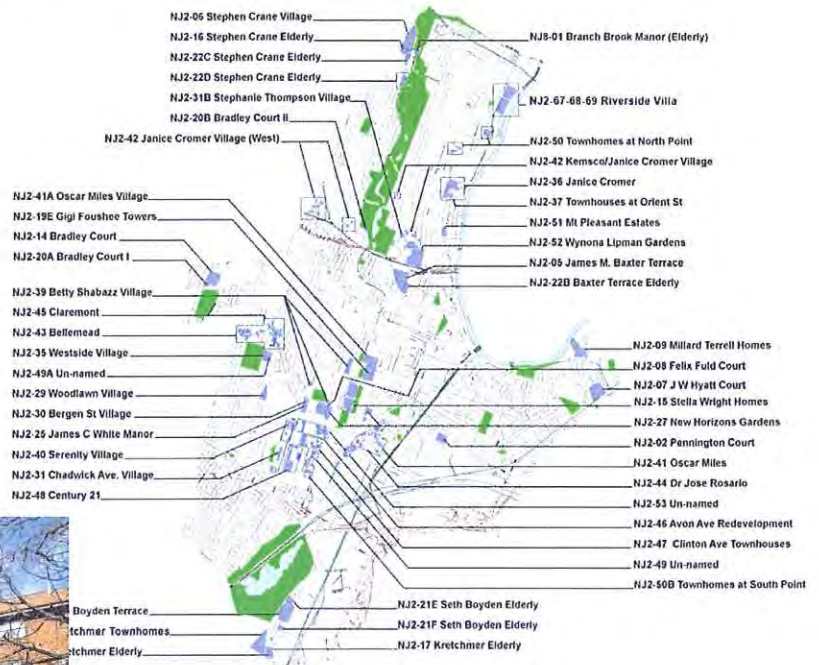 NJ2-06 Stephen Crane Village
NJ2-16 Stephen Crane Elderly
NJ2-22C Stephen Crane Elderly
NJ2-22D Stephen Crane Elderly
NJ2-31B Stephanie Thompson Village
NJ2-20B Bradley Court II
NJ2-42 Janice Cromer Village (West)
NJ2-41A Oscar Miles Village
NJ2-19E Gigi Foushee Towers
NJ2-14 Bradley Court
NJ2-20A Bradley Court I
NJ2-39 Betty Shabazz Village
NJ2-45 Claremont
NJ2-43 Bellemead
NJ2-35 Westside Village
NJ2-49A Un-named
NJ2-29 Woodlawn Village
NJ2-30 Bergen St Village
NJ2-25 James C White Manor
NJ2-40 Serenity Village
NJ2-31 Chadwick Ave. Village
NJ2-48 Century 21
Boyden Terrace
tchmer Townhomes
etchmer Elderly
NJ8-01 Branch Brook Manor (Elderly)
NJ2-67-68-69 Riverside Villa
NJ2-50 Townhomes at North Point
NJ2-42 Kemsco/Janice Cromer Village
NJ2-36 Janice Cromer
NJ2-37 Townhouses at Orient St
NJ2-51 Mt Pleasant Estates
NJ2-52 Wynona Lipman Gardens
NJ2-05 James M. Baxter Terrace
NJ2-22B Baxter Terrace Elderly
NJ2-09 Millard Terrell Homes
NJ2-08 Felix Fuld Court
NJ2-07 J W Hyatt Court
NJ2-15 Stella Wright Homes
NJ2-27 New Horizons Gardens
NJ2-02 Pennington Court
NJ2-41 Oscar Miles
NJ2-44 Dr Jose Rosario
NJ2-53 Un-named
NJ2-46 Avon Ave Redevelopment
NJ2-47 Clinton Ave Townhouses
NJ2-49 Un-named
NJ2-50B Townhomes at South Point
NJ2-21E Seth Boyden Elderly
NJ2-21F Seth Boyden Elderly
NJ2-17 Kretchmer Elderly